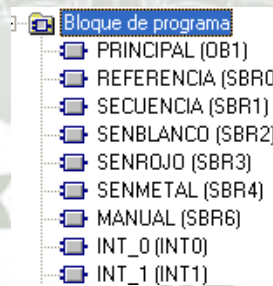 Bloque de programa
PRINCIPAL (OB1)
REFERENCIA (SBR0
SECUENCIA (SBR1)
SENBLANCO (SBR2)
SENROJO (SBR3)
SENMETAL (SBR4)
MANUAL (SBR6)
INT_0 (INT0)
INT_1 (INT1)